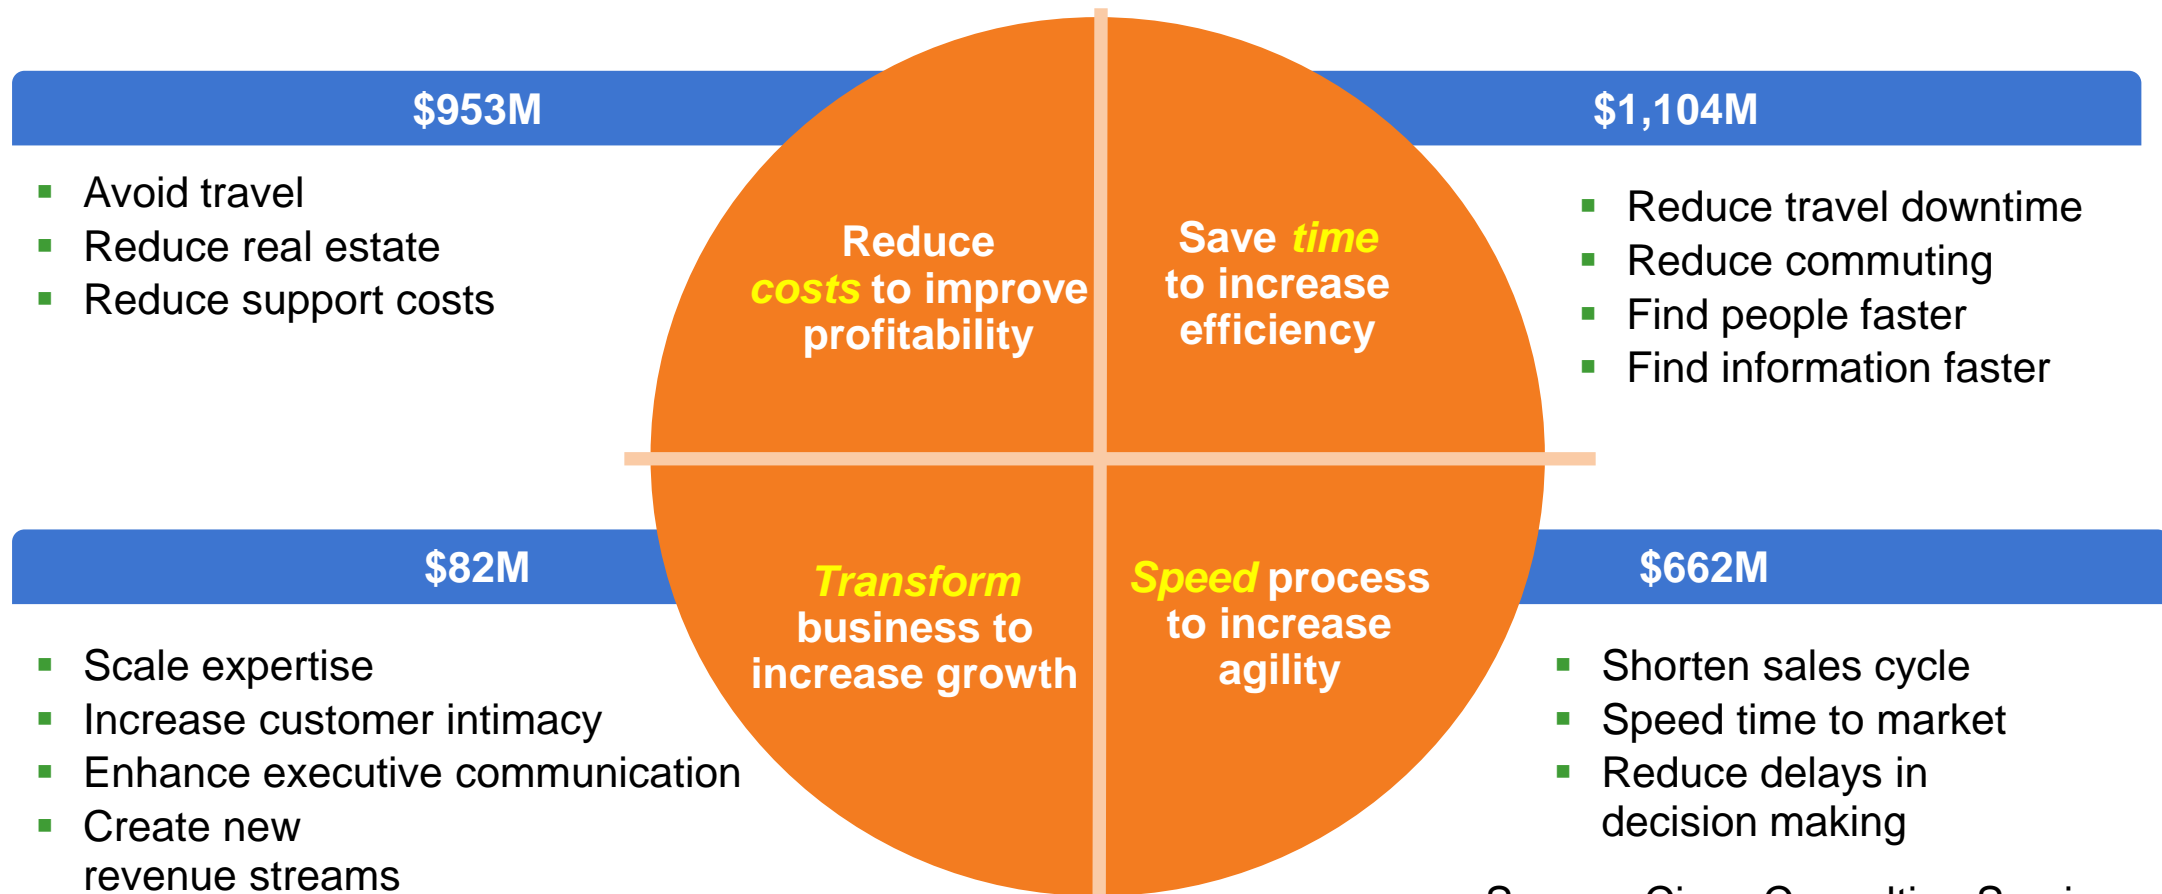 $953M
Avoid travel
Reduce real estate
Reduce support costs
Reduce
costs to improve
profitability
Save time
to increase
efficiency
$1,104M
Reduce travel downtime
Reduce commuting
Find people faster
Find information faster
$82M
Scale expertise
Increase customer intimacy
Enhance executive communication
Create new
revenue streams
Transform
business to
increase growth
Speed process
to increase
agility
$662M
Shorten sales cycle
Speed time to market
Reduce delays in
decision making